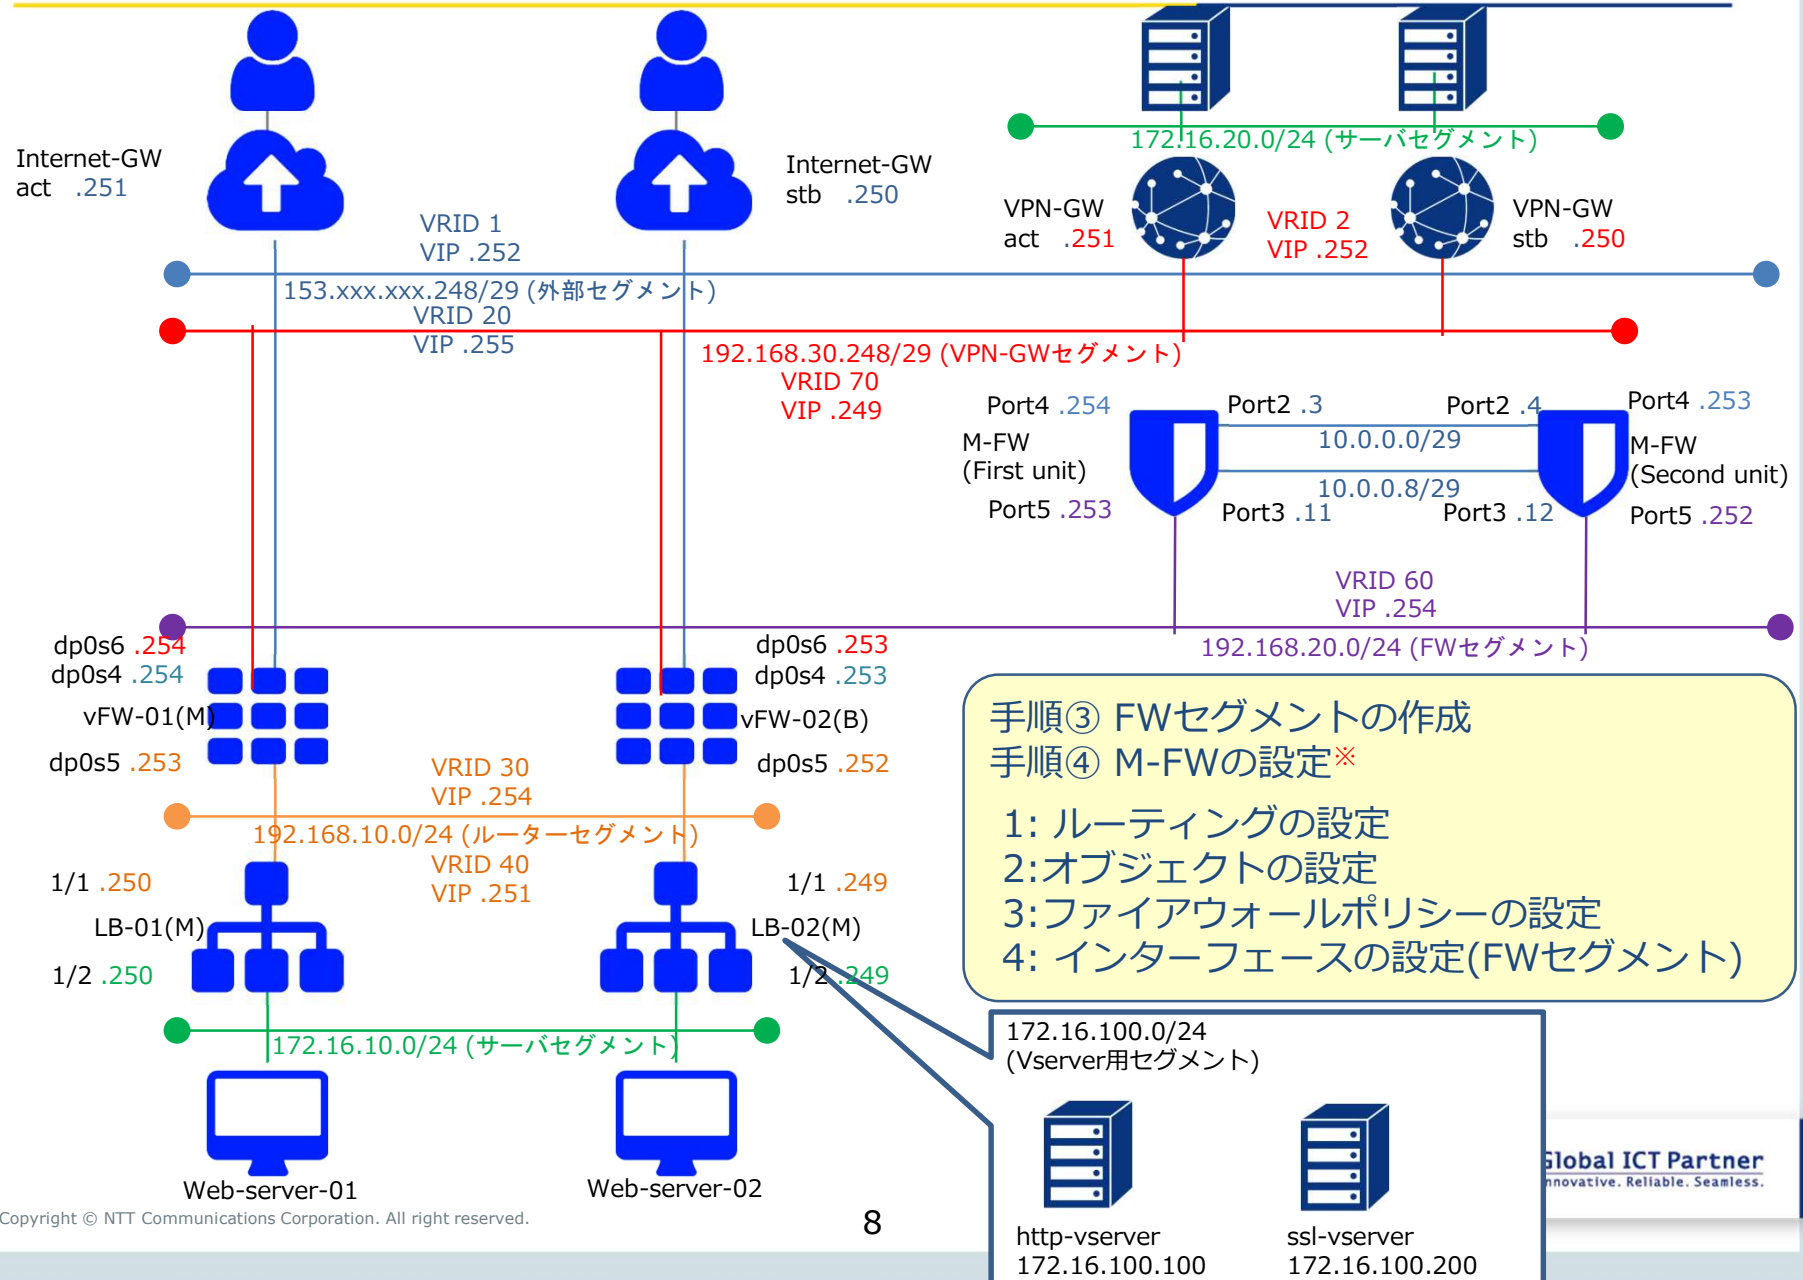 Internet-GW
act .251
Internet-GW
stb .250
VRID 1
VIP .252
153.xxx.xxx.248/29 (外部セグメント)
VRID 20
VIP .255
172.16.20.0/24 (サーバセグメント)
VPN-GW
act .251
VRID 2
VIP .252
VPN-GW
stb .250
192.168.30.248/29 (VPN-GWセグメント)
VRID 70
VIP .249
Port4 .254
Port2 .3
Port2 .4
Port4 .253
10.0.0.0/29
M-FW
(First unit)
M-FW
(Second unit)
10.0.0.8/29
Port5 .253
Port3 .11
Port3 .12
Port5 .252
VRID 60
VIP .254
192.168.20.0/24 (FWセグメント)
dp0s6 .254
dp0s4 .254
vFW-01(M)
dp0s5 .253
dp0s6 .253
dp0s4 .253
vFW-02(B)
dp0s5 .252
VRID 30
VIP .254
192.168.10.0/24 (ルーターセグメント)
VRID 40
VIP .251
1/1 .250
LB-01(M)
1/2 .250
1/1 .249
LB-02(M)
1/2 .249
172.16.10.0/24 (サーバセグメント)
Web-server-01
Web-server-02
手順③ FWセグメントの作成
手順④ M-FWの設定※
1: ルーティングの設定
2:オブジェクトの設定
3:ファイアウォールポリシーの設定
4: インターフェースの設定(FWセグメント)
172.16.100.0/24
(Vserver用セグメント)
http-vserver
172.16.100.100
ssl-vserver
172.16.100.200
Global ICT Partner
Innovative. Reliable. Seamless.
Copyright © NTT Communications Corporation. All right reserved.
8